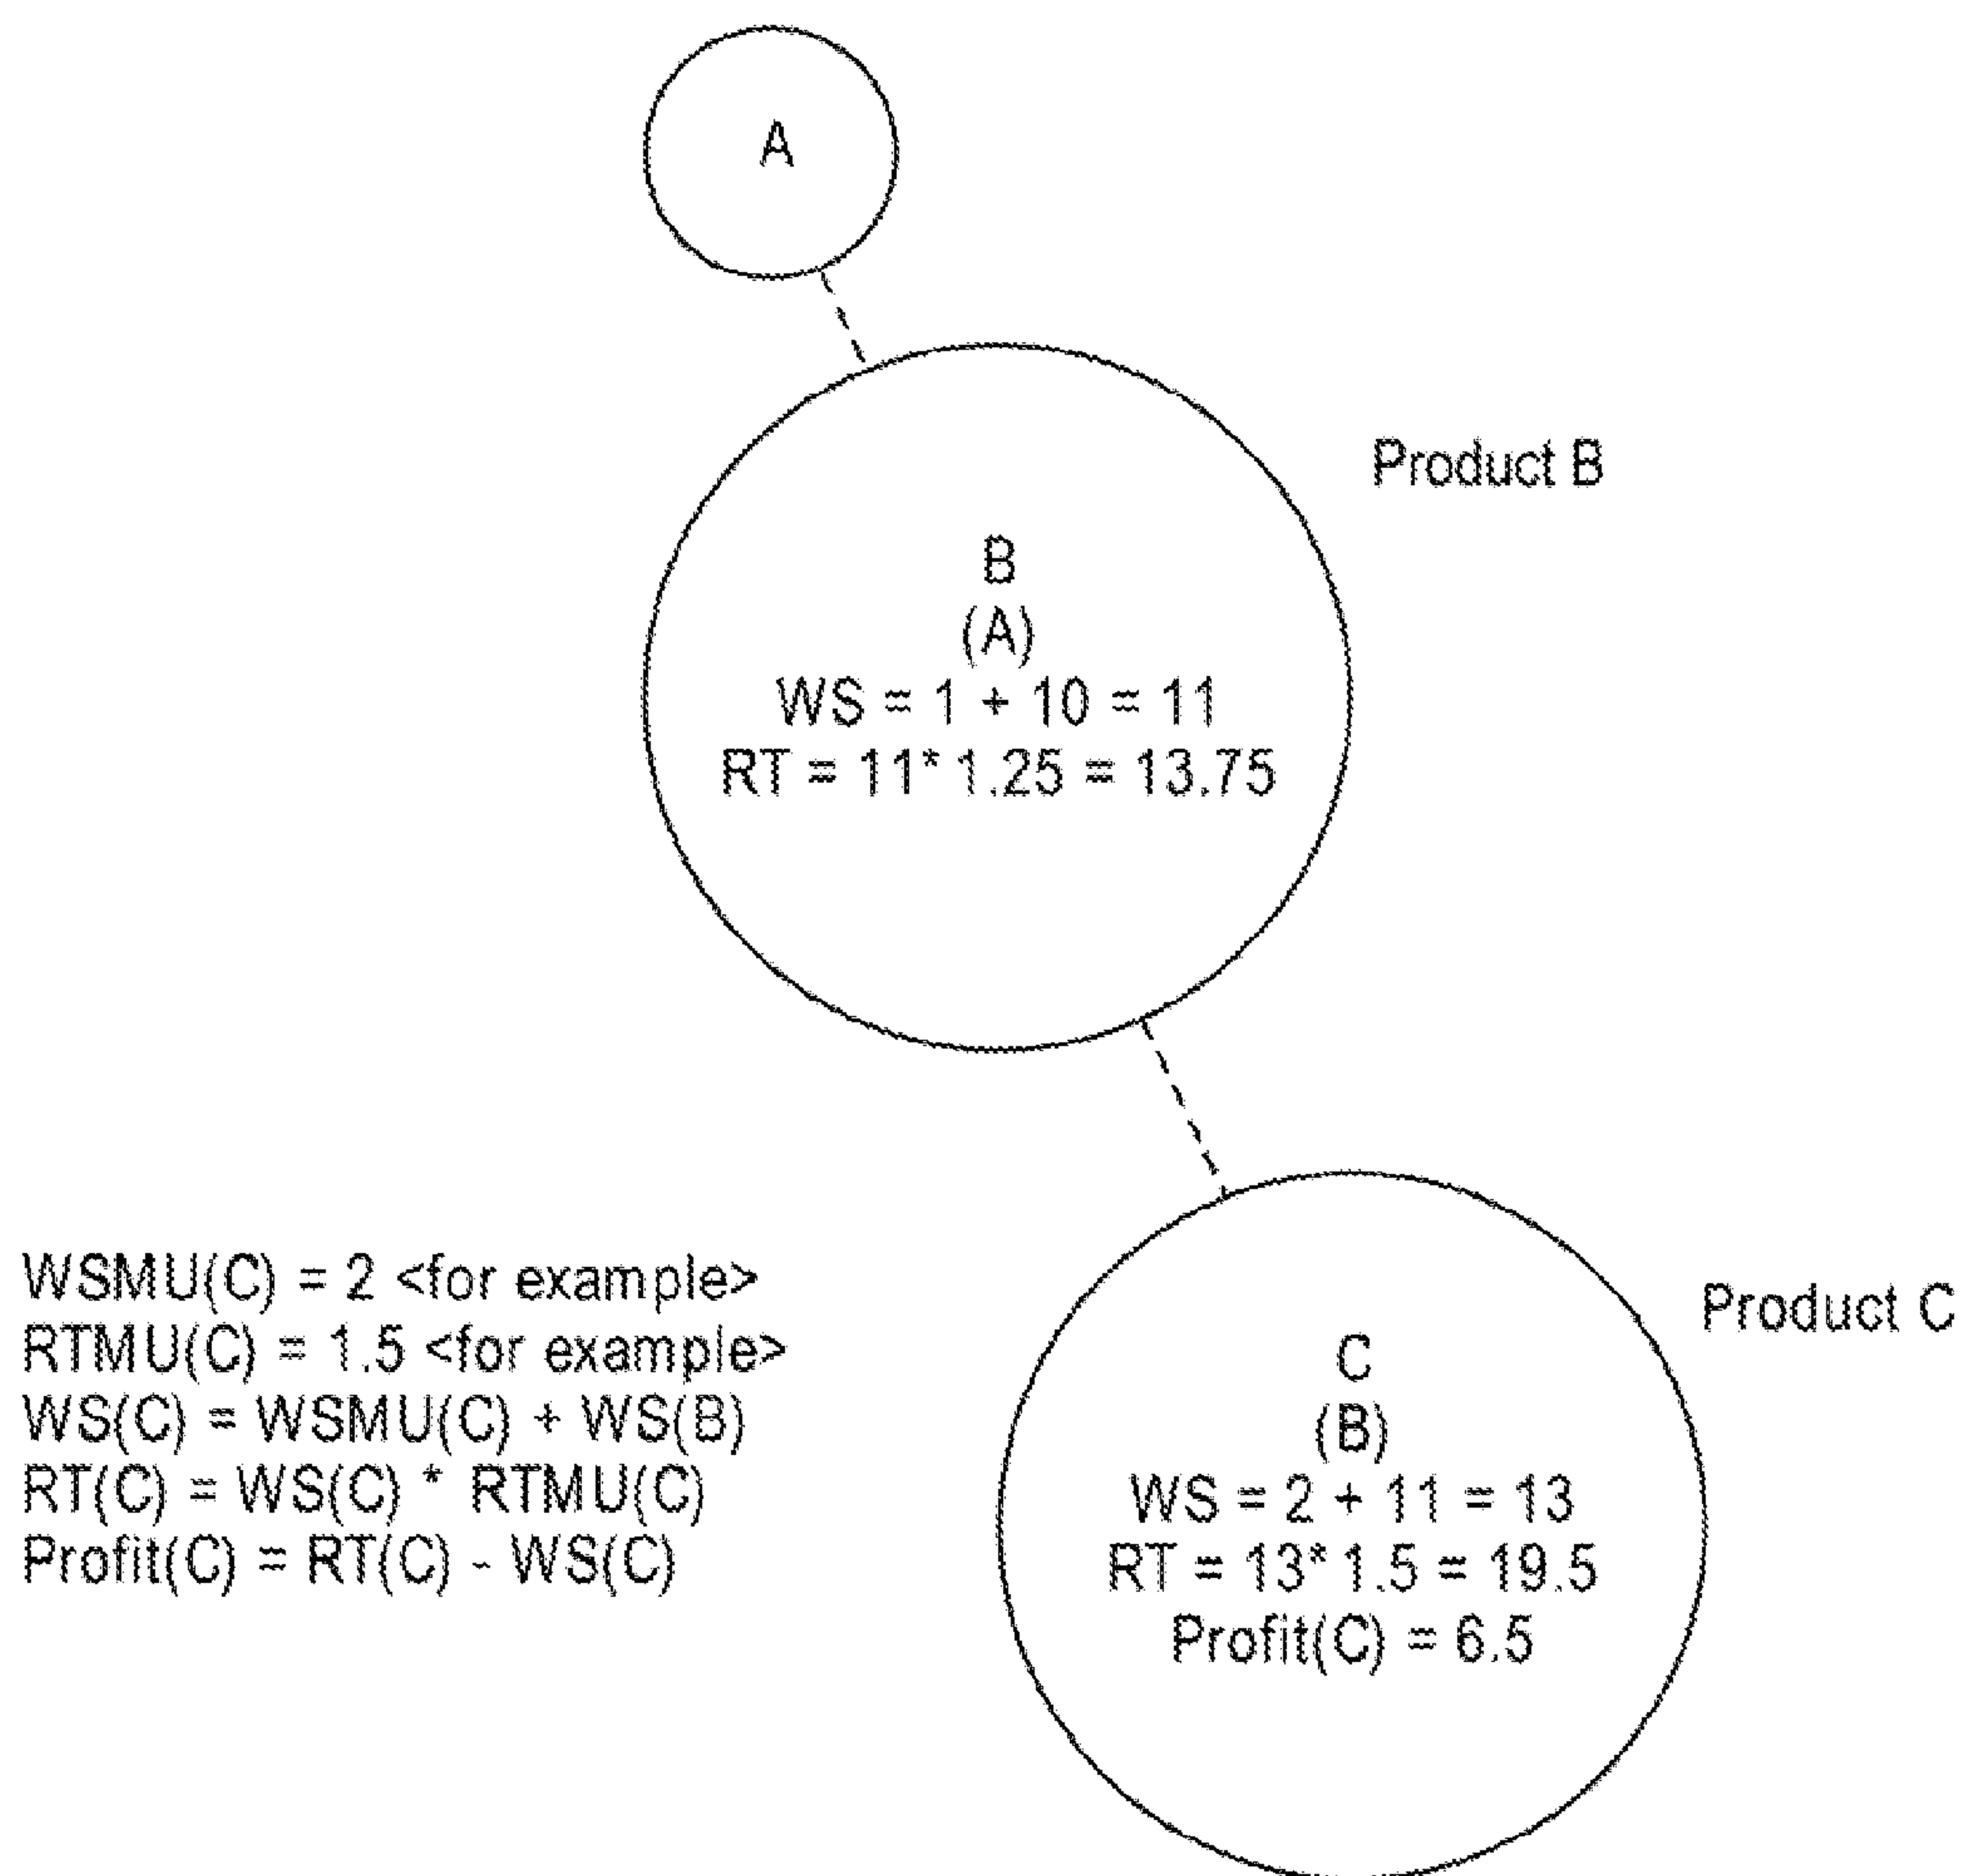 A
Product B
B
(A)
WS = 1 + 10 = 11
RT = 11* 1.25 = 13.75
WSMU(C) = 2 <for example>
RTMU(C) = 1.5 <for example>
WS(C) = WSMU(C) + WS(B)
RT(C) = WS(C) * RTMU(C)
Profit(C) = RT(C) - WS(C)
Product C
C
(B)
WS = 2 + 11 = 13
RT = 13* 1.5 = 19.5
Profit(C) = 6.5